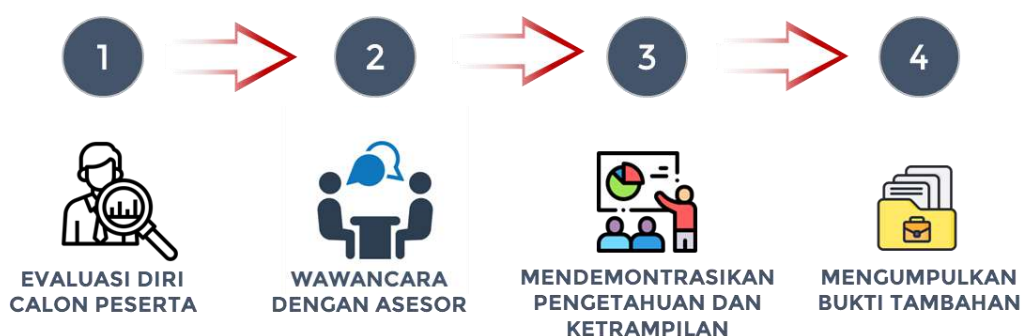 1
2
3
4
EVALUASI DIRI
CALON PESERTA
WAWANCARA
DENGAN ASESOR
MENDEMONTRASIKAN
PENGETAHUAN DAN
KETRAMPILAN
MENGUMPULKAN
BUKTI TAMBAHAN